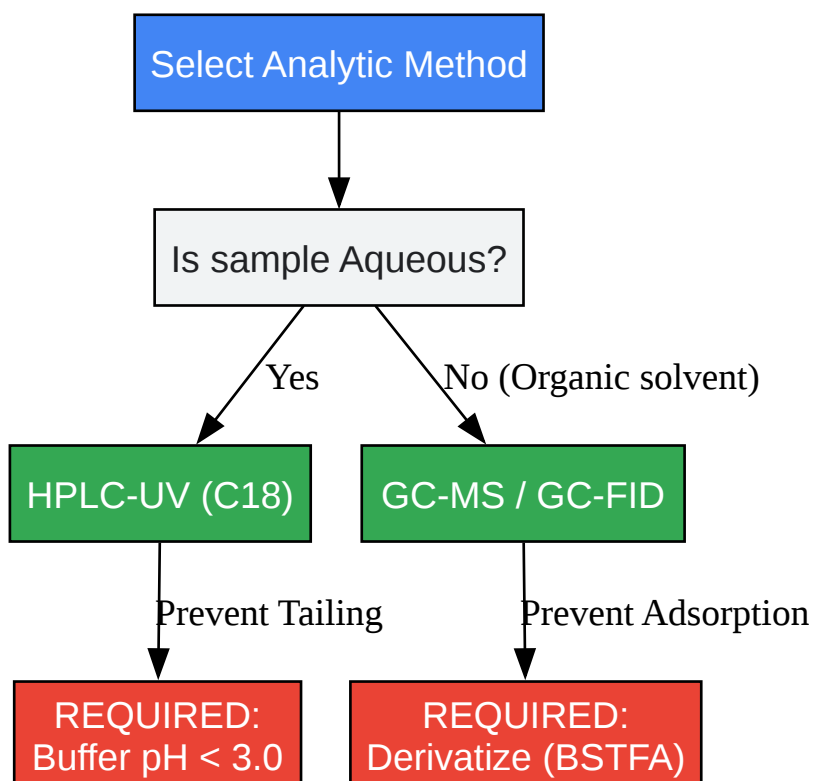 Select Analytic Method
Is sample Aqueous?
Yes
No (Organic solvent)
HPLC-UV (C18)
GC-MS / GC-FID
Prevent Tailing
Prevent Adsorption
REQUIRED:
Buffer pH < 3.0
REQUIRED:
Derivatize (BSTFA)